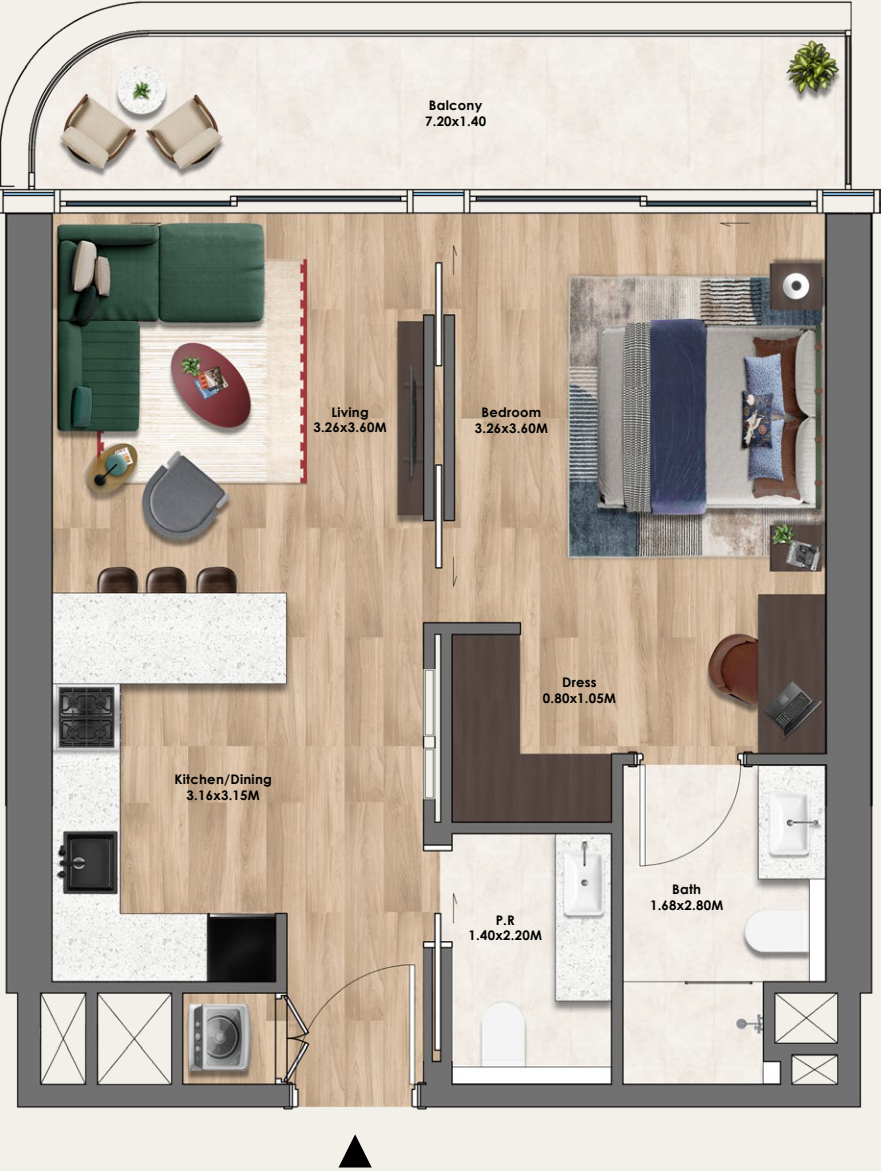 Balcony
7.20x1.40
Living
3.26x3.60M
Bedroom
3.26x3.60M
Dress
0.80x1.05M
Kitchen/Dining
3.16x3.15M
Bath
1.68x2.80M
P.R
1.40x2.20M